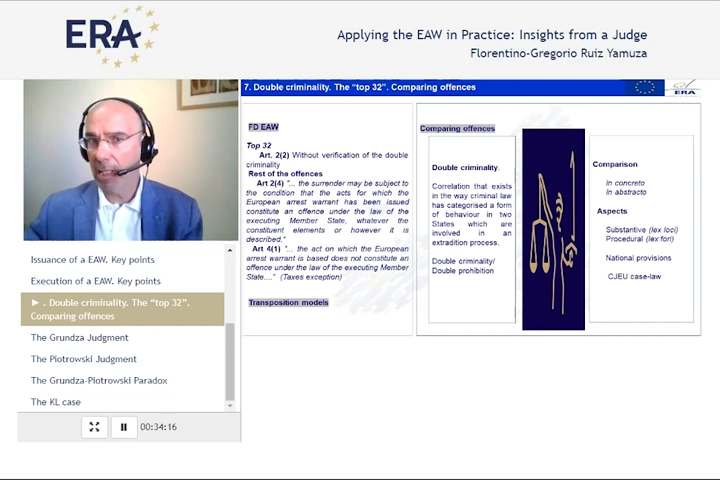 ERA
Applying the EAW in Practice: Insights from a Judge
Florentino-Gregorio Ruiz Yamuza
7. Double criminality. The "top 32". Comparing offences
ERA
FD EAW
Top 32
Art. 2(2) Without verification of the double
criminality
Rest of the offences
Art 2(4) "... the surrender may be subject to
the condition that the acts for which the
European arrest warrant has been issued
constitute an offence under the law of the
executing Member State, whatever the
constituent elements or however it is
described."
Art 4(1) "... the act on which the European
arrest warrant is based does not constitute an
offence under the law of the executing Member
State...." (Taxes exception)
Transposition models
Comparing offences
Double criminality.
Correlation that exists
in the way criminal law
has categorised a form
of behaviour in two
States which are
involved in an
extradition process.
Double criminality/
Double prohibition
Comparison
In concreto
In abstracto
Aspects
Substantive (lex loci)
Procedural (lex fori)
National provisions
CJEU case-law
Issuance of a EAW. Key points
Execution of a EAW. Key points
► . Double criminality. The "top 32".
Comparing offences
The Grundza Judgment
The Piotrowski Judgment
The Grundza-Piotrowski Paradox
The KL case
00:34:16